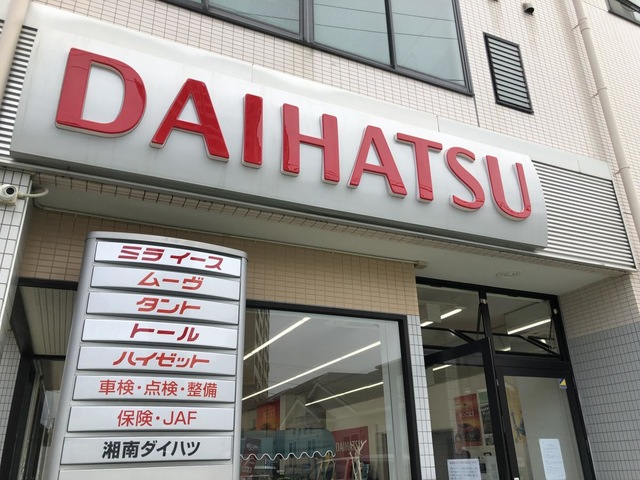 DAIHATSU
ミライース
ムーヴ
タント
トール
ハイゼット
車検・点検・整備
保険・JAF
湘南ダイハツ
DAIHATSU